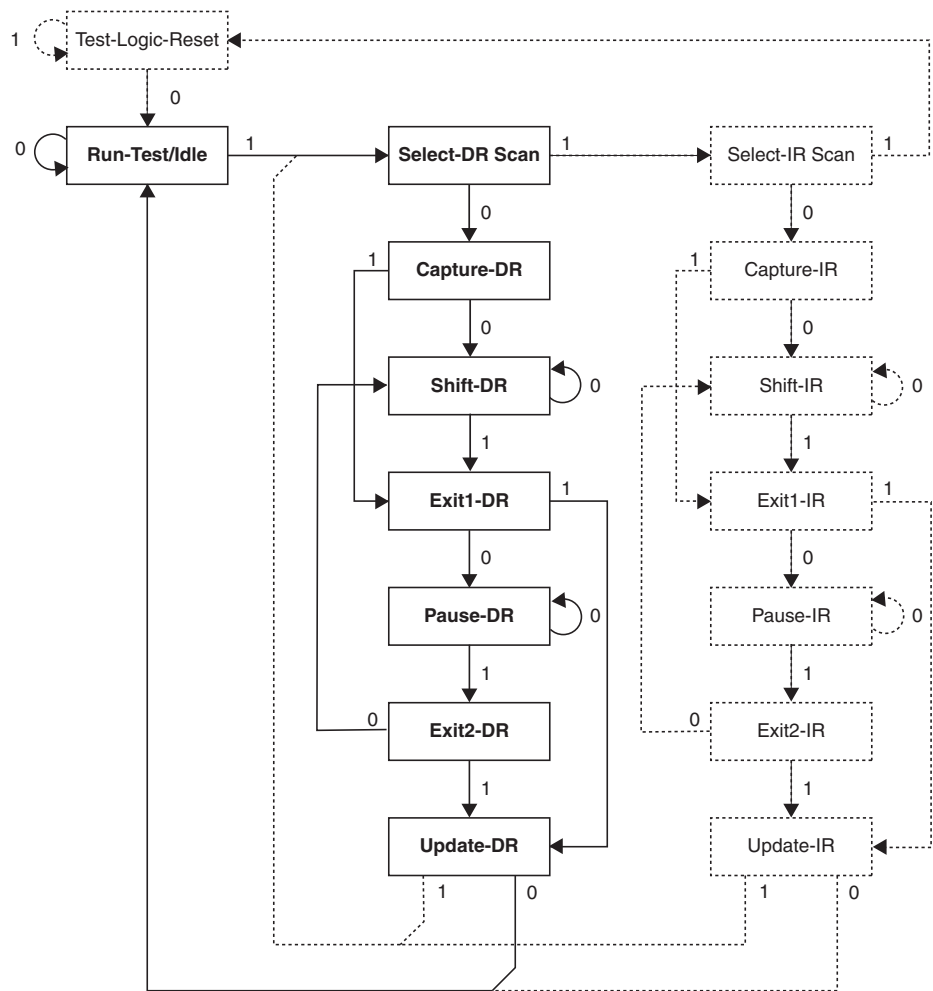 1
Test-Logic-Reset
0
0
Run-Test/Idle
1
Select-DR Scan
1
Select-IR Scan
1
0
0
1
Capture-DR
1
Capture-IR
0
0
Shift-DR
0
Shift-IR
0
1
1
Exit1-DR
1
Exit1-IR
1
0
0
Pause-DR
0
Pause-IR
0
1
1
0
Exit2-DR
0
Exit2-IR
1
1
Update-DR
Update-IR
1
0
1
0